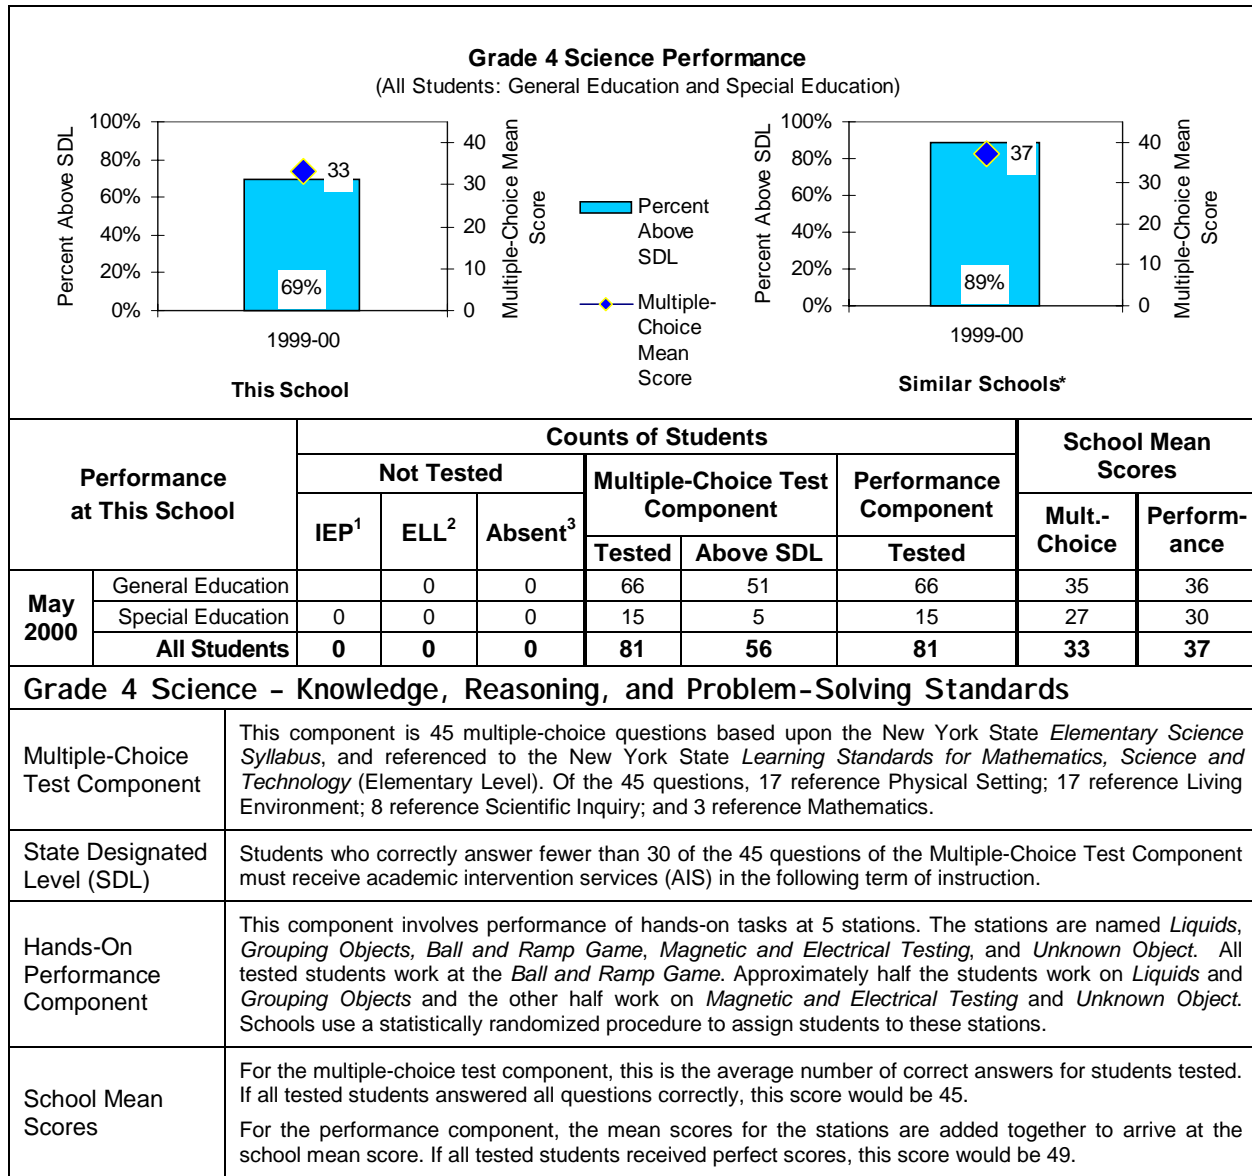 Grade 4 Science Performance
(All Students: General Education and Special Education)
Percent Above SDL
100%
80%
60%
40%
20%
0%
33
69%
40
30
20
10
0
Multiple-Choice Mean
Score
1999-00
This School
Percent
Above
SDL
Multiple-
Choice
Mean
Score
Percent Above SDL
100%
80%
60%
40%
20%
0%
37
89%
40
30
20
10
0
Multiple-Choice Mean
Score
1999-00
Similar Schools*
Performance
at This School
Counts of Students
School Mean
Scores
Not Tested
Multiple-Choice Test
Component
Performance
Component
IEP1 ELL2 Absent3
Tested Above SDL Tested
Mult.-
Choice
Perform-
ance
May
2000
General Education 0 0 66 51 66 35 36
Special Education 0 0 0 15 5 15 27 30
All Students 0 0 0 81 56 81 33 37
Grade 4 Science – Knowledge, Reasoning, and Problem-Solving Standards
Multiple-Choice
Test Component
This component is 45 multiple-choice questions based upon the New York State Elementary Science
Syllabus, and referenced to the New York State Learning Standards for Mathematics, Science and
Technology (Elementary Level). Of the 45 questions, 17 reference Physical Setting; 17 reference Living
Environment; 8 reference Scientific Inquiry; and 3 reference Mathematics.
State Designated
Level (SDL)
Students who correctly answer fewer than 30 of the 45 questions of the Multiple-Choice Test Component
must receive academic intervention services (AIS) in the following term of instruction.
Hands-On
Performance
Component
This component involves performance of hands-on tasks at 5 stations. The stations are named Liquids,
Grouping Objects, Ball and Ramp Game, Magnetic and Electrical Testing, and Unknown Object. All
tested students work at the Ball and Ramp Game. Approximately half the students work on Liquids and
Grouping Objects and the other half work on Magnetic and Electrical Testing and Unknown Object.
Schools use a statistically randomized procedure to assign students to these stations.
School Mean
Scores
For the multiple-choice test component, this is the average number of correct answers for students tested.
If all tested students answered all questions correctly, this score would be 45.
For the performance component, the mean scores for the stations are added together to arrive at the
school mean score. If all tested students received perfect scores, this score would be 49.